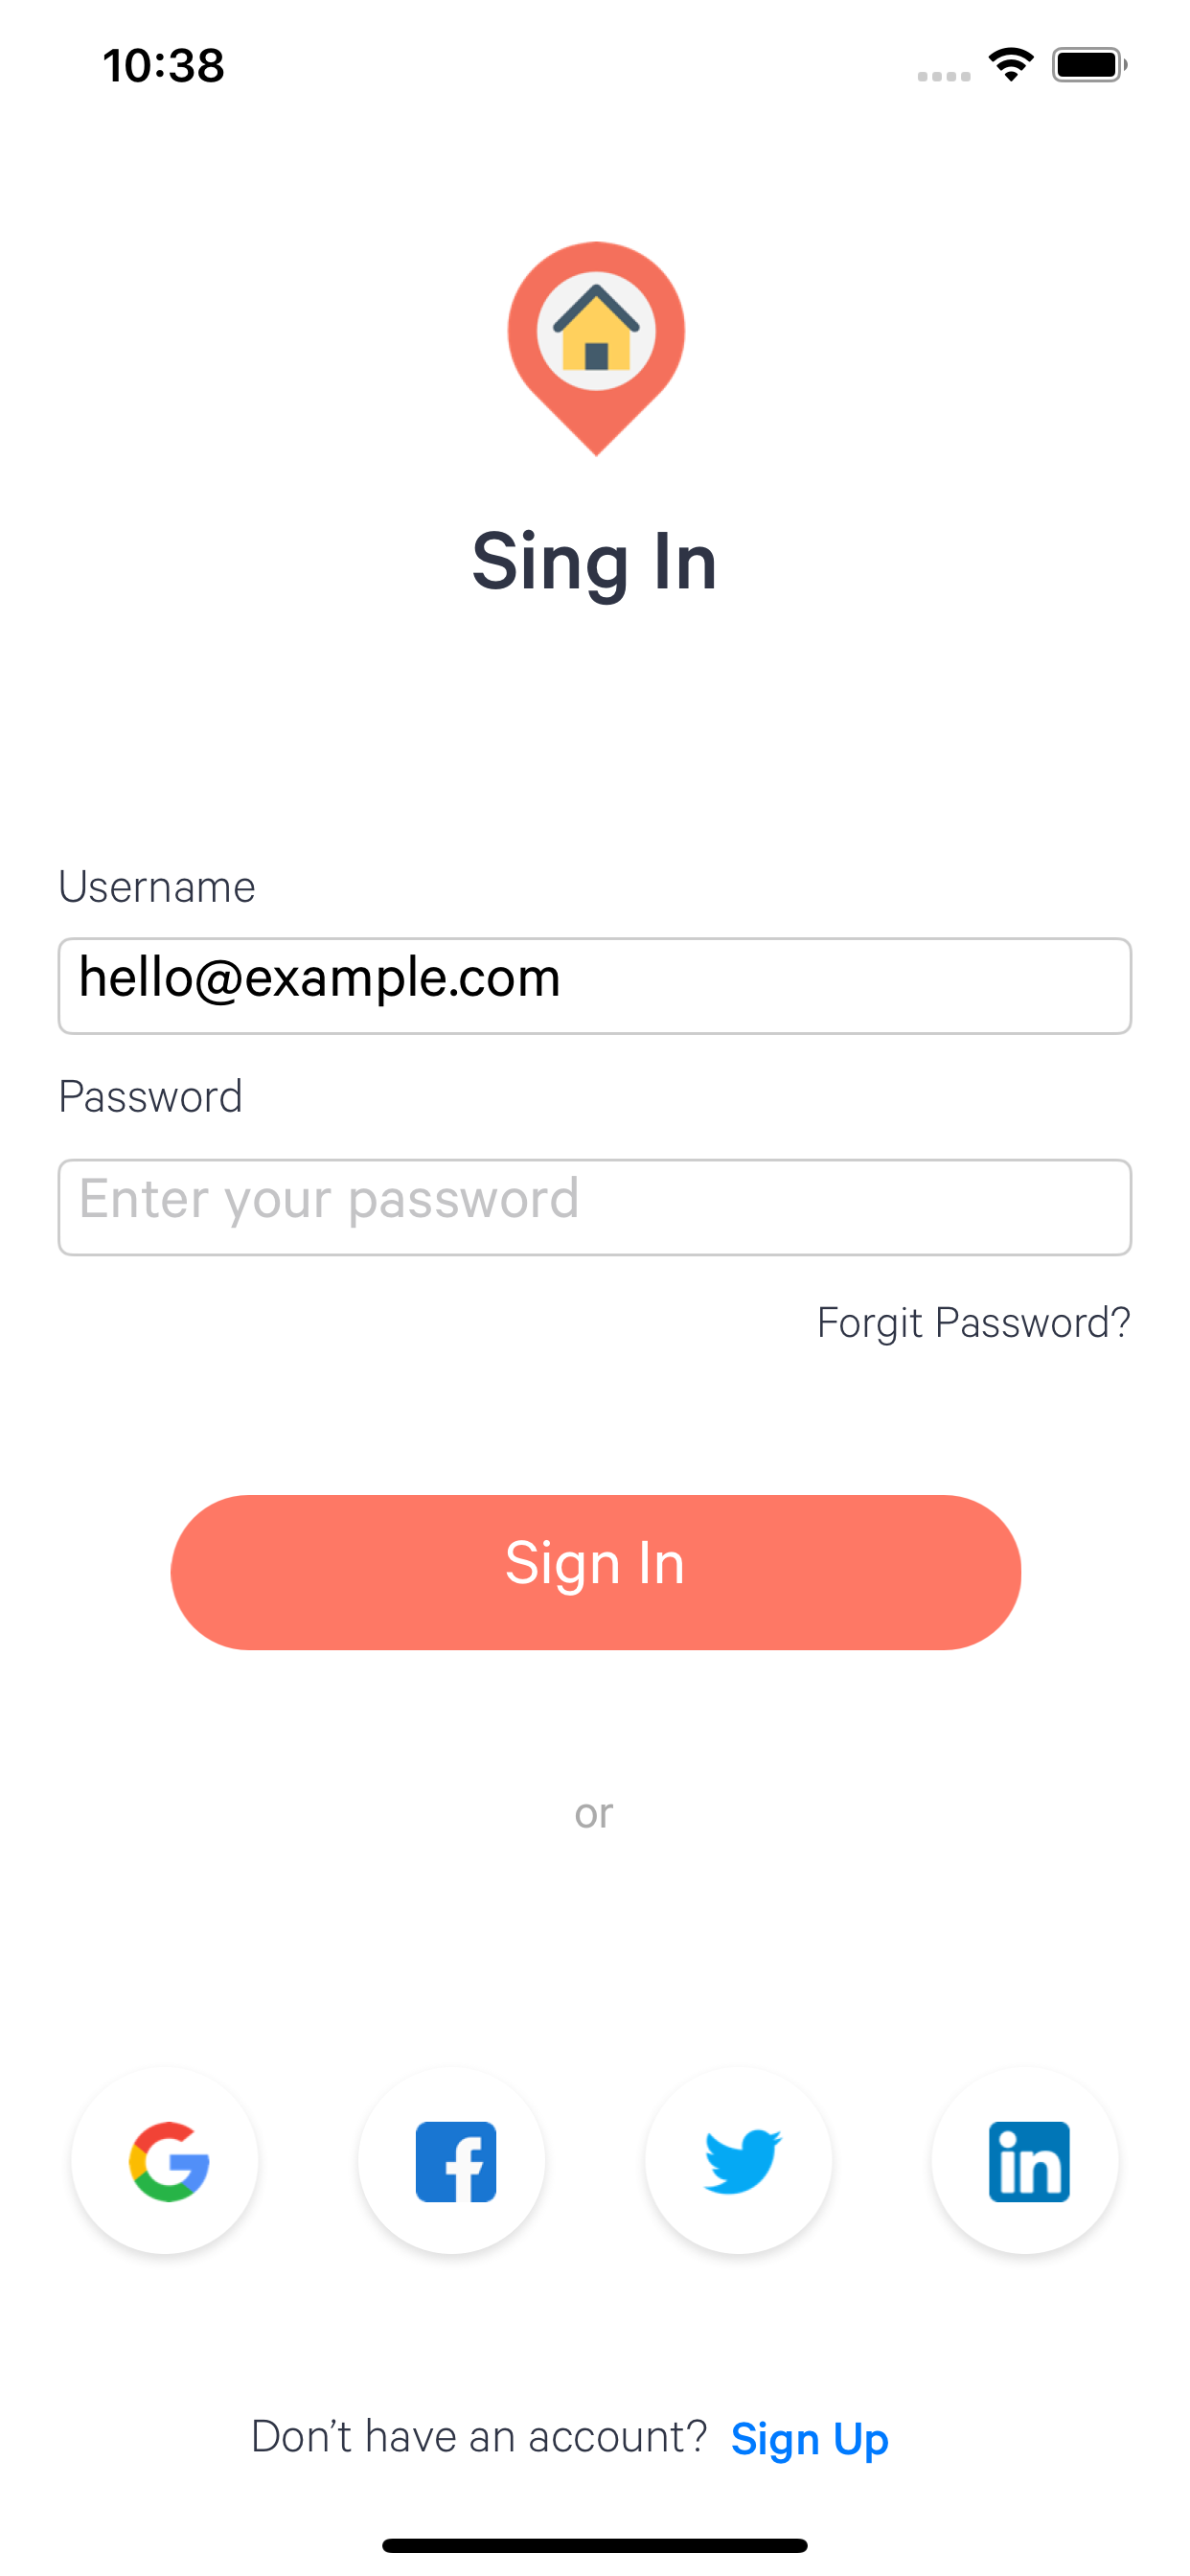 10:38
Sing In
Username
hello@example.com
Password
Enter your password
Forgit Password?
Sign In
or
Don’t have an account? Sign Up